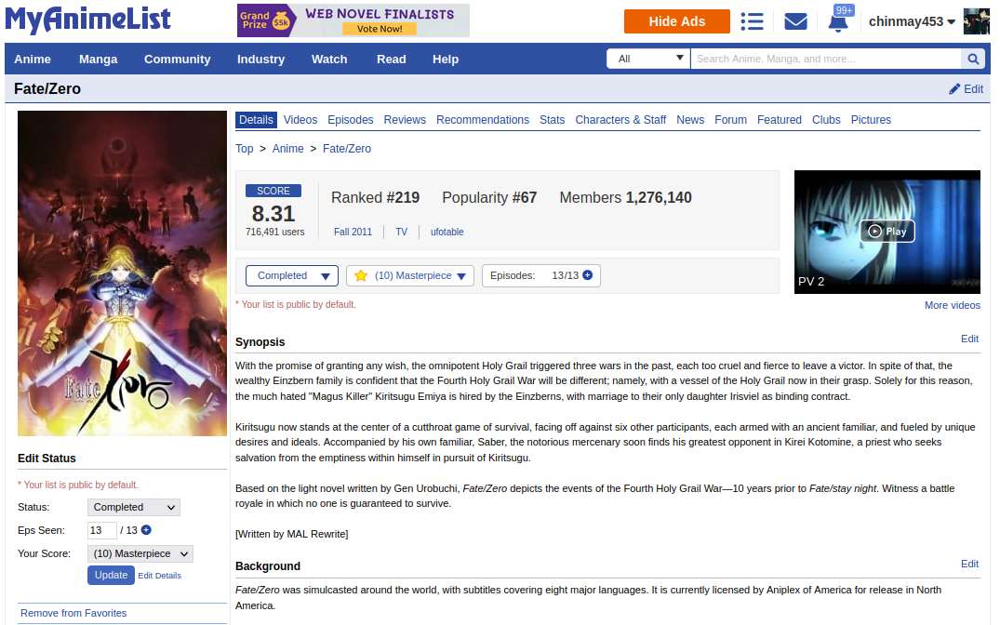 MyAnimeList
Grand Prize $5k WEB NOVEL FINALISTS
Vote Now!
Hide Ads
99+
chinmay453
Anime Manga Community Industry Watch Read Help
All Search Anime, Manga, and more...
Fate/Zero
Edit
Details Videos Episodes Reviews Recommendations Stats Characters & Staff News Forum Featured Clubs Pictures
Top > Anime > Fate/Zero
SCORE
8.31
716,491 users
Ranked #219 Popularity #67 Members 1,276,140
Fall 2011 TV ufotable
Play
PV 2
More videos
Completed (10) Masterpiece Episodes: 13/13
* Your list is public by default.
Synopsis
Edit
With the promise of granting any wish, the omnipotent Holy Grail triggered three wars in the past, each too cruel and fierce to leave a victor. In spite of that, the
wealthy Einzbern family is confident that the Fourth Holy Grail War will be different; namely, with a vessel of the Holy Grail now in their grasp. Solely for this reason,
the much hated "Magus Killer" Kiritsugu Emiya is hired by the Einzberns, with marriage to their only daughter Irisviel as binding contract.
Kiritsugu now stands at the center of a cutthroat game of survival, facing off against six other participants, each armed with an ancient familiar, and fueled by unique
desires and ideals. Accompanied by his own familiar, Saber, the notorious mercenary soon finds his greatest opponent in Kirei Kotomine, a priest who seeks
salvation from the emptiness within himself in pursuit of Kiritsugu.
Based on the light novel written by Gen Urobuchi, Fate/Zero depicts the events of the Fourth Holy Grail War—10 years prior to Fate/stay night. Witness a battle
royale in which no one is guaranteed to survive.
[Written by MAL Rewrite]
Background
Edit
Fate/Zero was simulcasted around the world, with subtitles covering eight major languages. It is currently licensed by Aniplex of America for release in North
America.
Fate Zero
Edit Status
* Your list is public by default.
Status: Completed
Eps Seen: 13 / 13
Your Score: (10) Masterpiece
Update Edit Details
Remove from Favorites